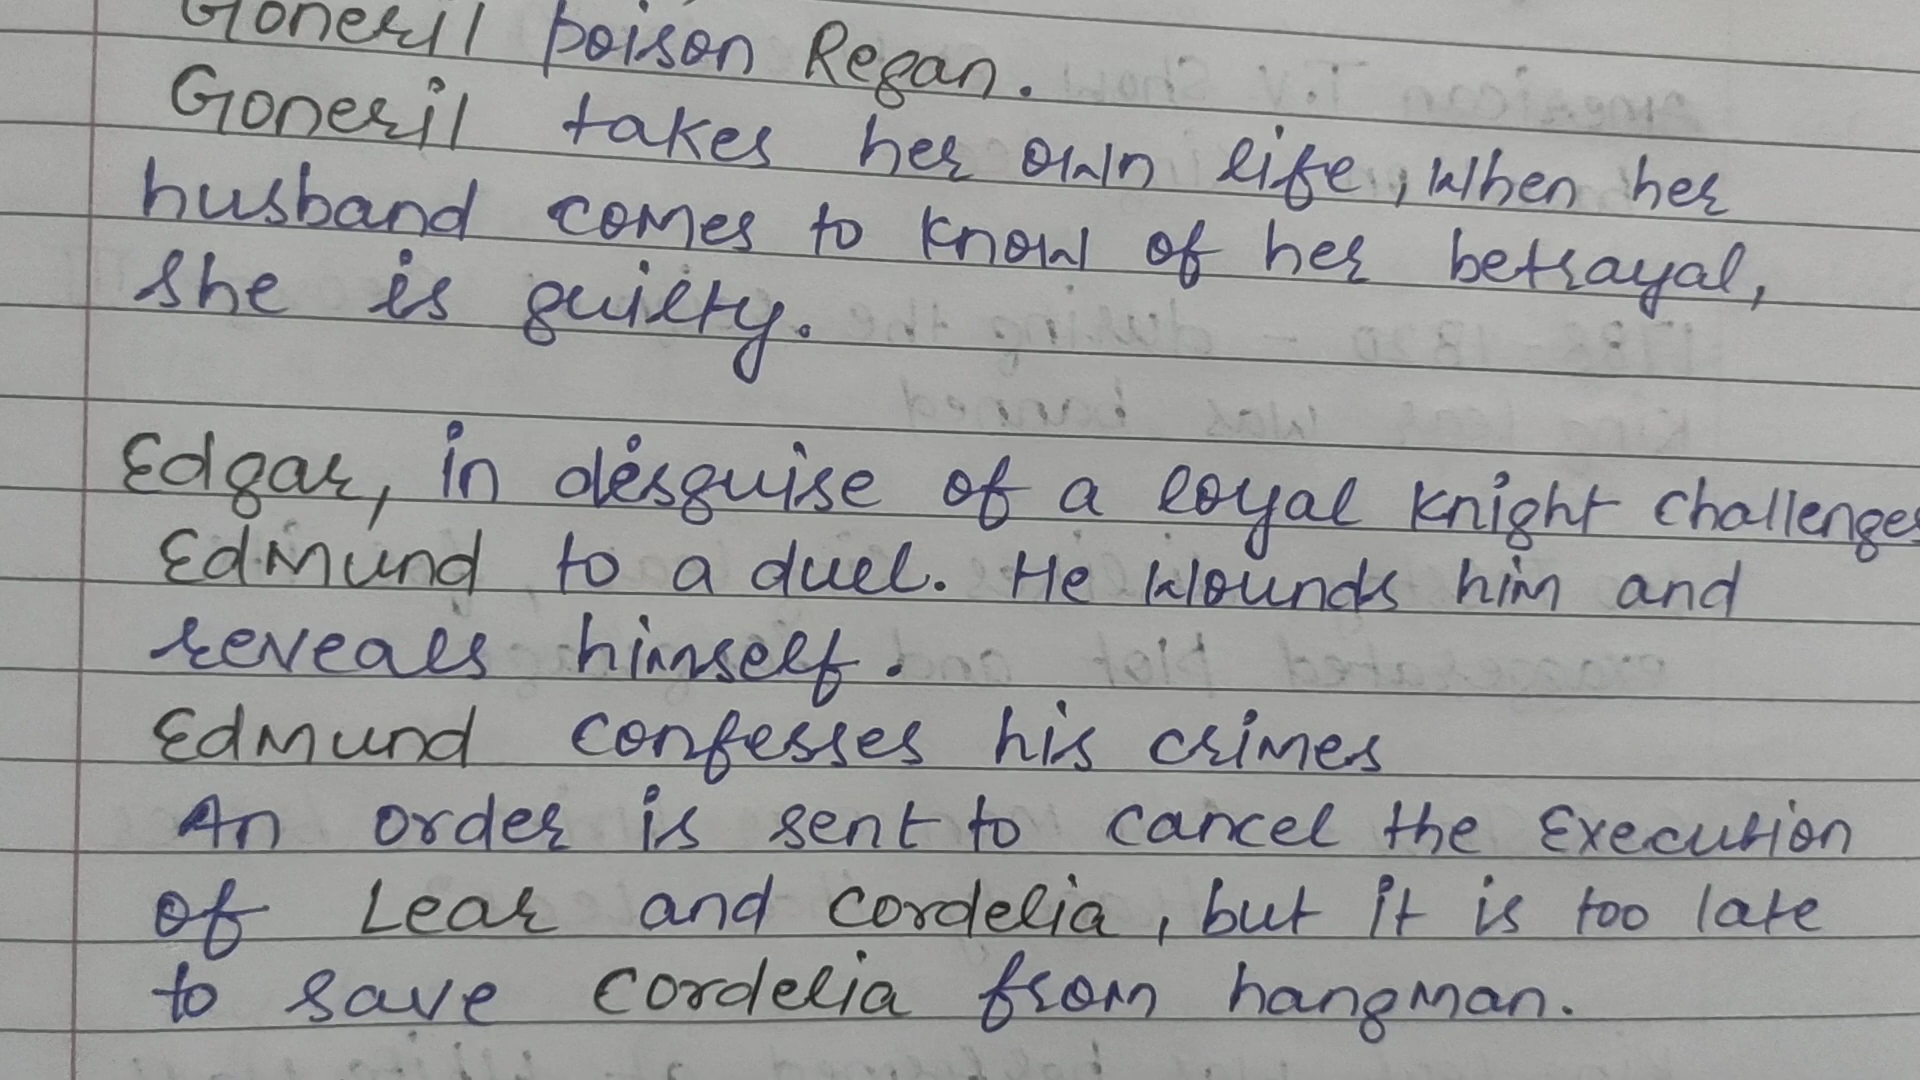 Goneril poison Regan.
Goneril takes her own life, when her
husband comes to know of her betrayal,
she is guilty.
Edgar, in disguise of a loyal knight challenges
Edmund to a duel. He wounds him and
reveals himself.
Edmund confesses his crimes
An order is sent to cancel the Execution
of Lear and Cordelia, but it is too late
to save Cordelia from hangman.